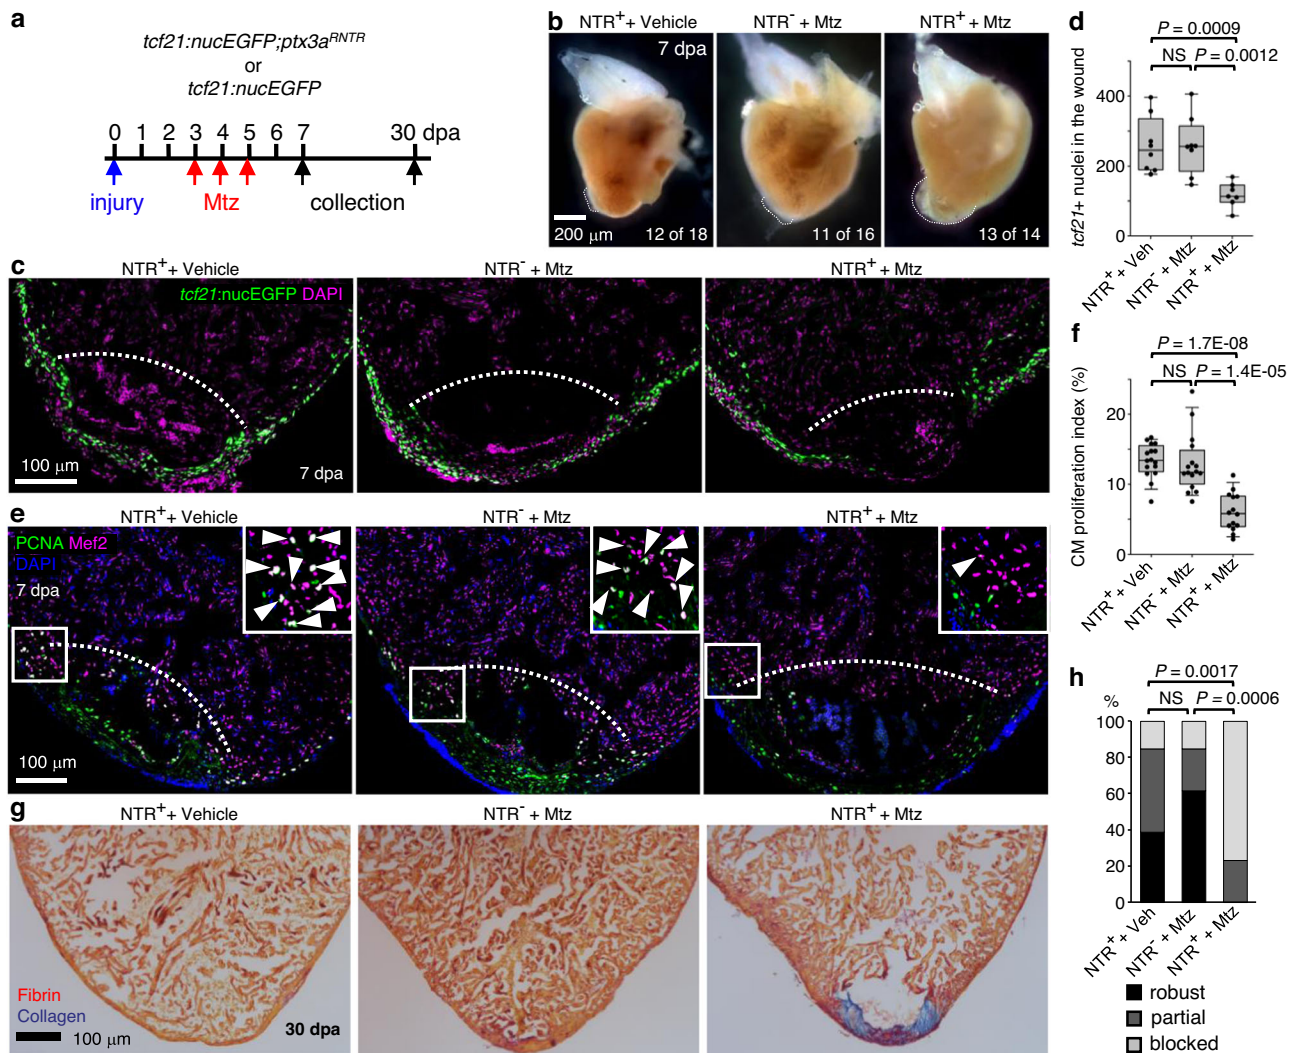 a
tcf21:nucEGFP;ptx3aRNTR
or
tcf21:nucEGFP
0 1 2 3 4 5 6 7 30 dpa
injury Mtz collection
b
NTR+ + Vehicle NTR- + Mtz NTR+ + Mtz
7 dpa
200 µm
12 of 18 11 of 16 13 of 14
c
NTR+ + Vehicle NTR- + Mtz NTR+ + Mtz
tcf21:nucEGFP DAPI
100 µm
7 dpa
d
P = 0.0009
NS P = 0.0012
tcf21+ nuclei in the wound
400
200
0
NTR+ + Veh
NTR- + Mtz
NTR+ + Mtz
e
NTR+ + Vehicle NTR- + Mtz NTR+ + Mtz
PCNA Mef2
DAPI
7 dpa
100 µm
f
P = 1.7E-08
NS P = 1.4E-05
CM proliferation index (%)
20
10
0
NTR+ + Veh
NTR- + Mtz
NTR+ + Mtz
g
NTR+ + Vehicle NTR- + Mtz NTR+ + Mtz
Fibrin
Collagen
100 µm
30 dpa
h
P = 0.0017
NS P = 0.0006
%
100
80
60
40
20
0
NTR+ + Veh
NTR- + Mtz
NTR+ + Mtz
robust
partial
blocked